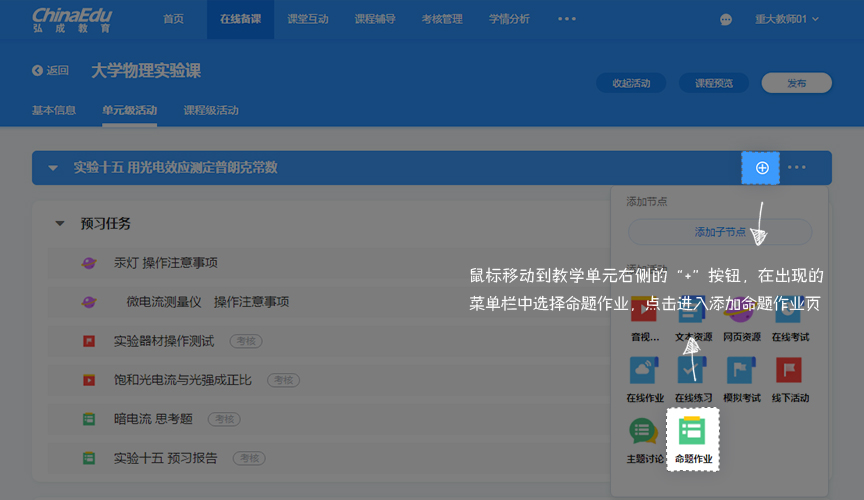 ChinaEdu
弘成教育
首页
在线备课
课堂互动
课程辅导
考核管理
学情分析
重大教师01
返回
大学物理实验课
收起活动
课程预览
发布
基本信息
单元级活动
课程级活动
实验十五 用光电效应测定普朗克常数
添加节点
添加子节点
预习任务
汞灯 操作注意事项
微电流测量仪 操作注意事项
实验器材操作测试 考核
饱和光电流与光强成正比 考核
暗电流 思考题 考核
实验十五 预习报告 考核
鼠标移动到教学单元右侧的“+”按钮，在出现的
菜单栏中选择命题作业，点击进入添加命题作业页
音视...
文本资源
网页资源
在线考试
在线作业
在线练习
模拟考试
线下活动
主题讨论
命题作业